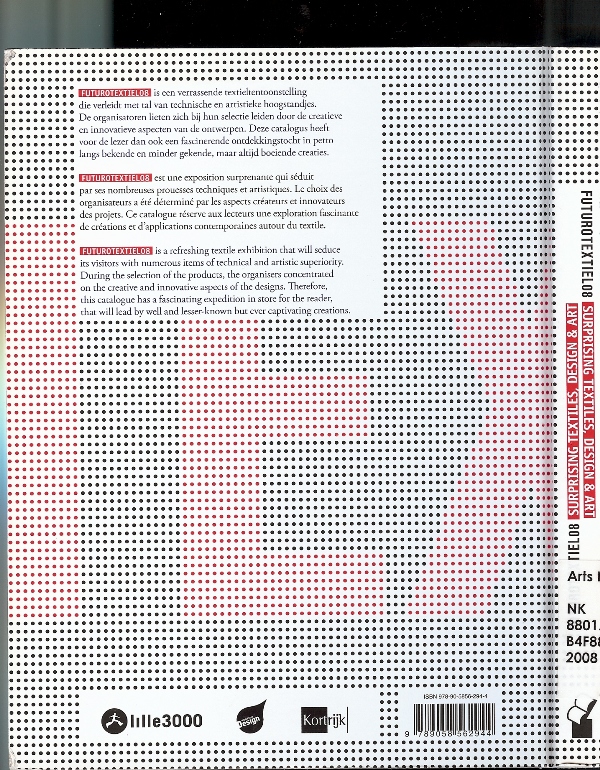 FUTUROTEXTIEL08 is een verrassende textieltentoonstelling
die verleidt met tal van technische en artistieke hoogstandjes.
De organisatoren lieten zich bij hun selectie leiden door de creatieve
en innovatieve aspecten van de ontwerpen. Deze catalogus heeft
voor de lezer dan ook een fascinerende ontdekkingstocht in petto
langs bekende en minder gekende, maar altijd boeiende creaties.
FUTUROTEXTIEL08 est une exposition surprenante qui séduit
par ses nombreuses prouesses techniques et artistiques. Le choix des
organisateurs a été déterminé par les aspects créateurs et innovateurs
des projets. Ce catalogue réserve aux lecteurs une exploration fascinante
de créations et d'applications contemporaines autour du textile.
FUTUROTEXTIEL08 is a refreshing textile exhibition that will seduce
its visitors with numerous items of technical and artistic superiority.
During the selection of the products, the organisers concentrated
on the creative and innovative aspects of the designs. Therefore,
this catalogue has a fascinating expedition in store for the reader,
that will lead by well and lesser-known but ever captivating creations.
lille3000
Design
Kortrijk
ISBN 978-90-5856-294-4
9 789058 562944
FUTUROTEXTIEL08 SURPRISING TEXTILES, DESIGN & ART
TIEL08 SURPRISING TEXTILES, DESIGN & ART
Arts
NK
8801.
B4F88
2008